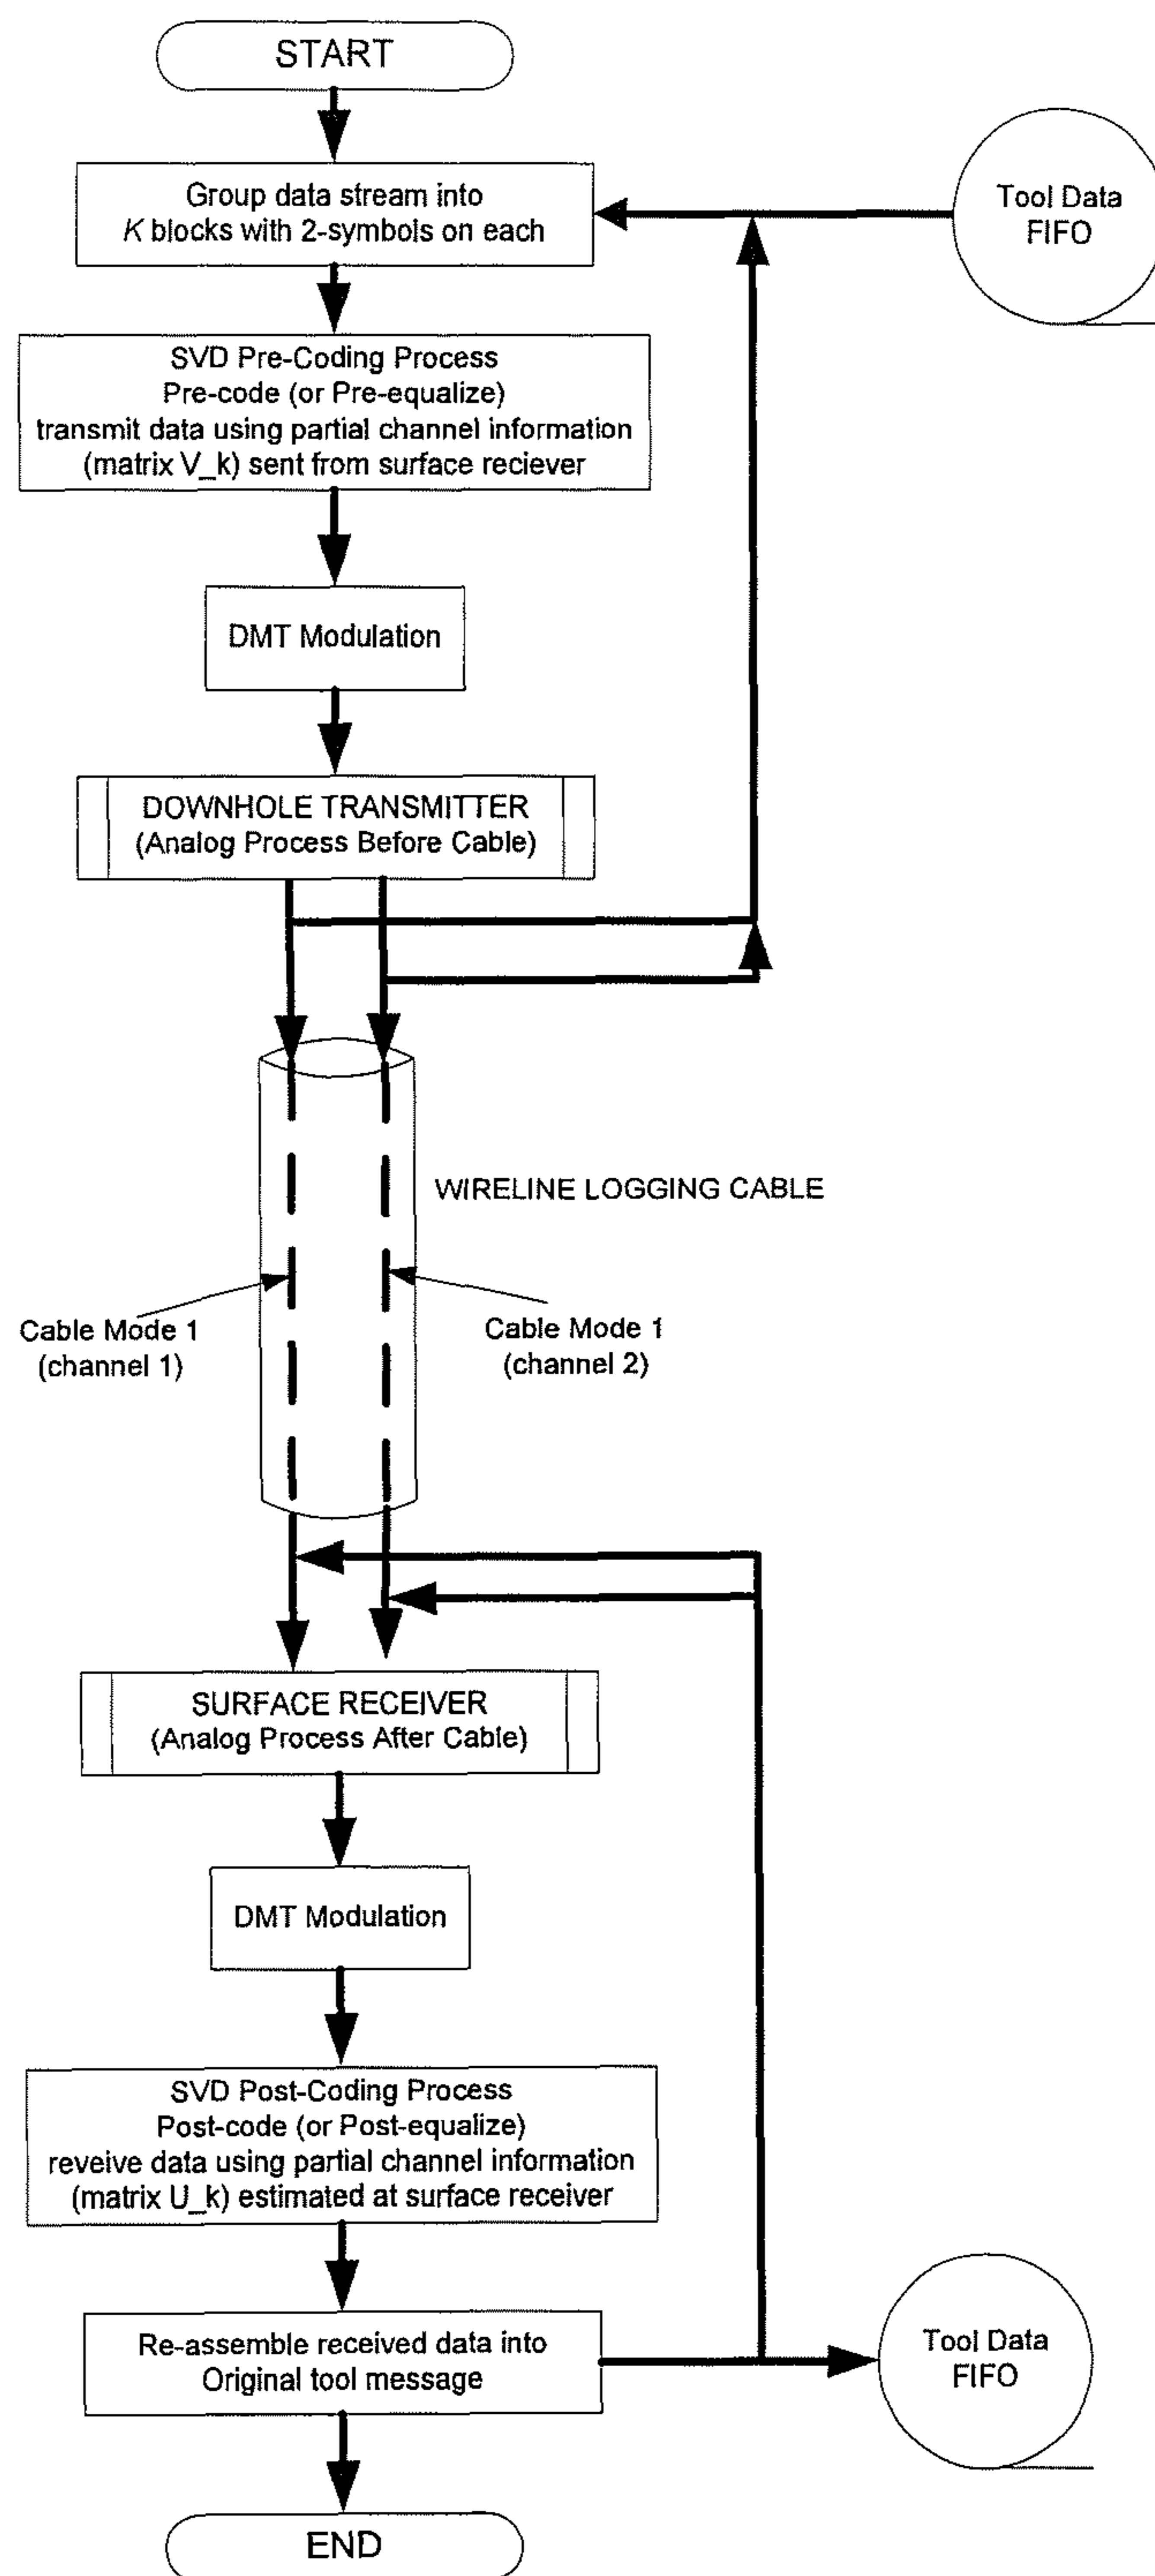 START
Group data stream into
K blocks with 2-symbols on each
Tool Data
FIFO
SVD Pre-Coding Process
Pre-code (or Pre-equalize)
transmit data using partial channel information
(matrix V_k) sent from surface reciever
DMT Modulation
DOWNHOLE TRANSMITTER
(Analog Process Before Cable)
WIRELINE LOGGING CABLE
Cable Mode 1
(channel 1)
Cable Mode 1
(channel 2)
SURFACE RECEIVER
(Analog Process After Cable)
DMT Modulation
SVD Post-Coding Process
Post-code (or Post-equalize)
reveive data using partial channel information
(matrix U_k) estimated at surface receiver
Re-assemble received data into
Original tool message
Tool Data
FIFO
END